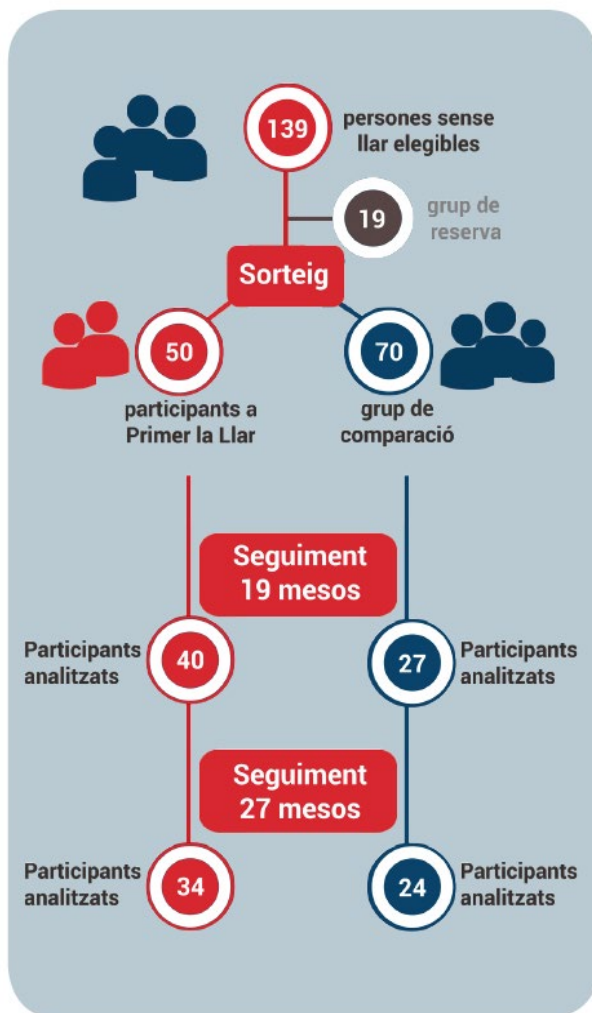 139
persones sense
llar elegibles
19
grup de
reserva
Sorteig
50
70
participants a
Primer la Llar
grup de
comparació
Seguiment
19 mesos
Participants
analitzats
40
27
Participants
analitzats
Seguiment
27 mesos
Participants
analitzats
34
24
Participants
analitzats